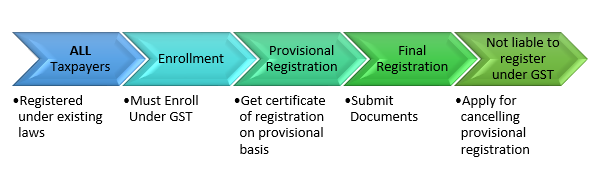 ALL
Taxpayers
Enrollment
Provisional
Registration
Final
Registration
Not liable to
register
under GST
•Registered
under existing
laws
•Must Enroll
Under GST
•Get certificate
of registration
on provisional
basis
•Submit
Documents
•Apply for
cancelling
provisional
registration